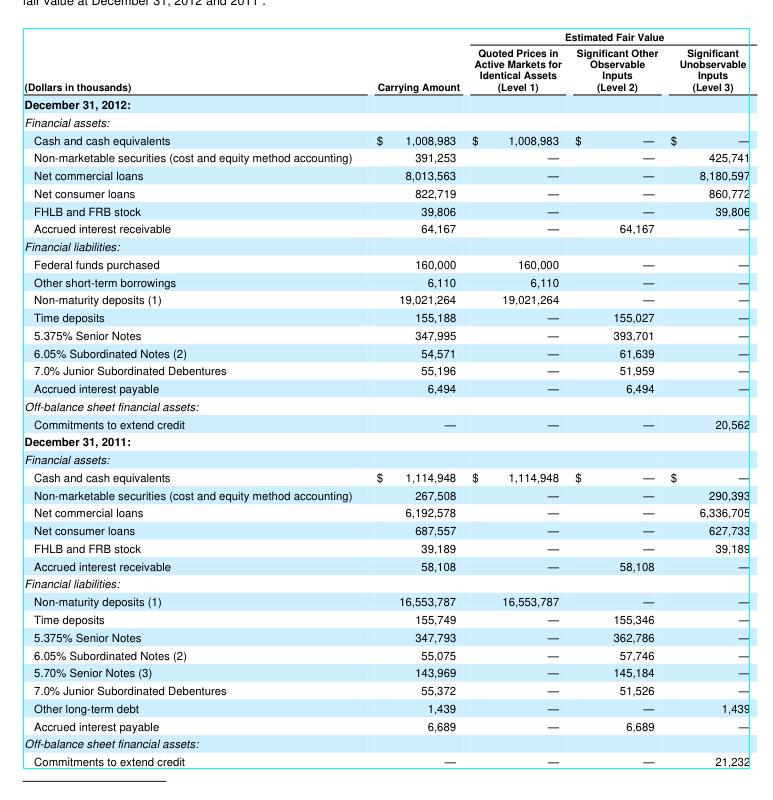 fair value at December 31, 2012 and 2011 :
Estimated Fair Value
(Dollars in thousands) Carrying Amount Quoted Prices in Active Markets for Identical Assets (Level 1) Significant Other Observable Inputs (Level 2) Significant Unobservable Inputs (Level 3)
December 31, 2012:
Financial assets:
Cash and cash equivalents $ 1,008,983 $ 1,008,983 $ — $ —
Non-marketable securities (cost and equity method accounting) 391,253 — — 425,741
Net commercial loans 8,013,563 — — 8,180,597
Net consumer loans 822,719 — — 860,772
FHLB and FRB stock 39,806 — — 39,806
Accrued interest receivable 64,167 — 64,167 —
Financial liabilities:
Federal funds purchased 160,000 160,000 — —
Other short-term borrowings 6,110 6,110 — —
Non-maturity deposits (1) 19,021,264 19,021,264 — —
Time deposits 155,188 — 155,027 —
5.375% Senior Notes 347,995 — 393,701 —
6.05% Subordinated Notes (2) 54,571 — 61,639 —
7.0% Junior Subordinated Debentures 55,196 — 51,959 —
Accrued interest payable 6,494 — 6,494 —
Off-balance sheet financial assets:
Commitments to extend credit — — — 20,562
December 31, 2011:
Financial assets:
Cash and cash equivalents $ 1,114,948 $ 1,114,948 $ — $ —
Non-marketable securities (cost and equity method accounting) 267,508 — — 290,393
Net commercial loans 6,192,578 — — 6,336,705
Net consumer loans 687,557 — — 627,733
FHLB and FRB stock 39,189 — — 39,189
Accrued interest receivable 58,108 — 58,108 —
Financial liabilities:
Non-maturity deposits (1) 16,553,787 16,553,787 — —
Time deposits 155,749 — 155,346 —
5.375% Senior Notes 347,793 — 362,786 —
6.05% Subordinated Notes (2) 55,075 — 57,746 —
5.70% Senior Notes (3) 143,969 — 145,184 —
7.0% Junior Subordinated Debentures 55,372 — 51,526 —
Other long-term debt 1,439 — — 1,439
Accrued interest payable 6,689 — 6,689 —
Off-balance sheet financial assets:
Commitments to extend credit — — — 21,232